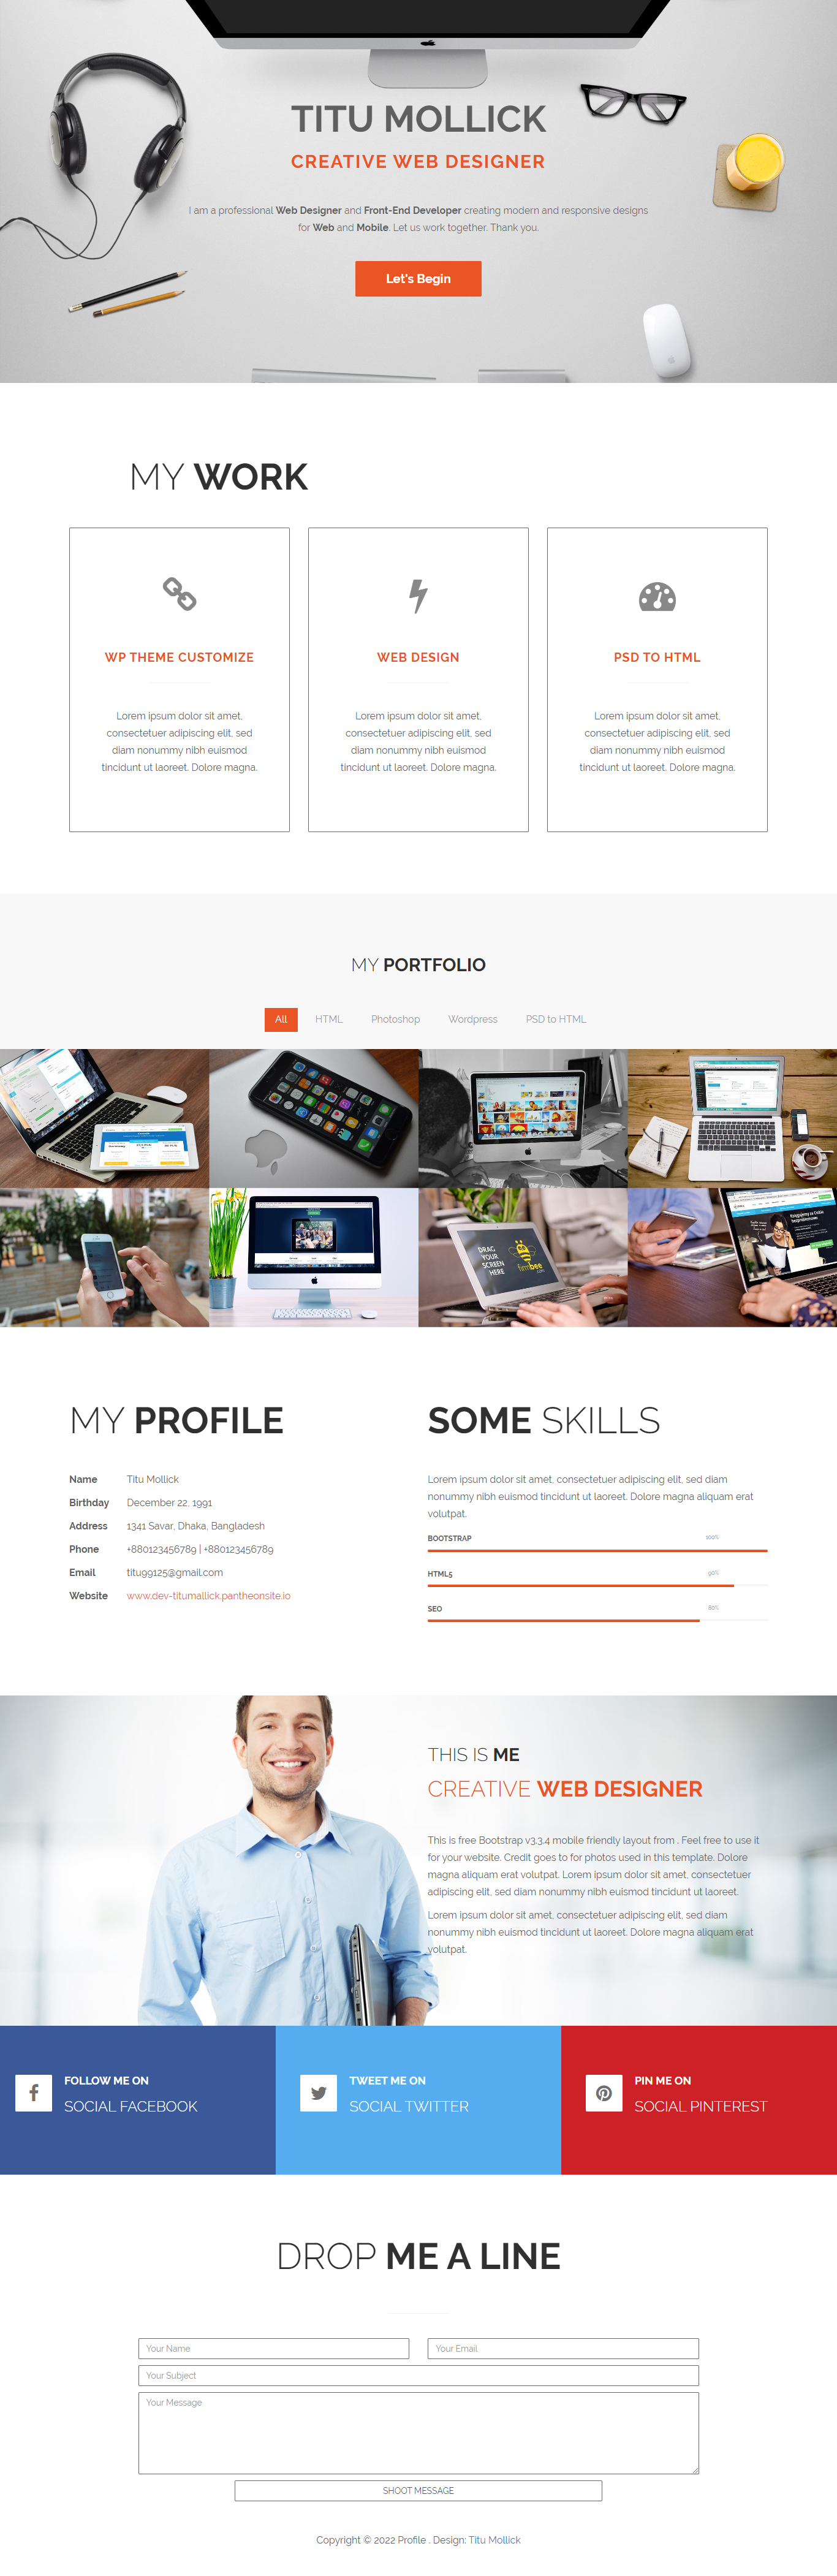 TITU MOLLICK
CREATIVE WEB DESIGNER
I am a professional Web Designer and Front-End Developer creating modern and responsive designs
for Web and Mobile. Let us work together. Thank you.
Let's Begin
MY WORK
WP THEME CUSTOMIZE
Lorem ipsum dolor sit amet,
consectetuer adipiscing elit, sed
diam nonummy nibh euismod
tincidunt ut laoreet. Dolore magna.
WEB DESIGN
Lorem ipsum dolor sit amet,
consectetuer adipiscing elit, sed
diam nonummy nibh euismod
tincidunt ut laoreet. Dolore magna.
PSD TO HTML
Lorem ipsum dolor sit amet,
consectetuer adipiscing elit, sed
diam nonummy nibh euismod
tincidunt ut laoreet. Dolore magna.
MY PORTFOLIO
All HTML Photoshop Wordpress PSD to HTML
DRAG
YOUR
SCREEN
HERE
firmbee
MY PROFILE
Name Titu Mollick
Birthday December 22, 1991
Address 1341 Savar, Dhaka, Bangladesh
Phone +880123456789 | +880123456789
Email titu99125@gmail.com
Website www.dev-titumallick.pantheonsite.io
SOME SKILLS
Lorem ipsum dolor sit amet, consectetuer adipiscing elit, sed diam
nonummy nibh euismod tincidunt ut laoreet. Dolore magna aliquam erat
volutpat.
BOOTSTRAP 100%
HTML5 90%
SEO 80%
THIS IS ME
CREATIVE WEB DESIGNER
This is free Bootstrap v3.3.4 mobile friendly layout from . Feel free to use it
for your website. Credit goes to for photos used in this template. Dolore
magna aliquam erat volutpat. Lorem ipsum dolor sit amet, consectetuer
adipiscing elit, sed diam nonummy nibh euismod tincidunt ut laoreet.
Lorem ipsum dolor sit amet, consectetuer adipiscing elit, sed diam
nonummy nibh euismod tincidunt ut laoreet. Dolore magna aliquam erat
volutpat.
FOLLOW ME ON
SOCIAL FACEBOOK
TWEET ME ON
SOCIAL TWITTER
PIN ME ON
SOCIAL PINTEREST
DROP ME A LINE
Your Name
Your Email
Your Subject
Your Message
SHOOT MESSAGE
Copyright © 2022 Profile . Design: Titu Mollick